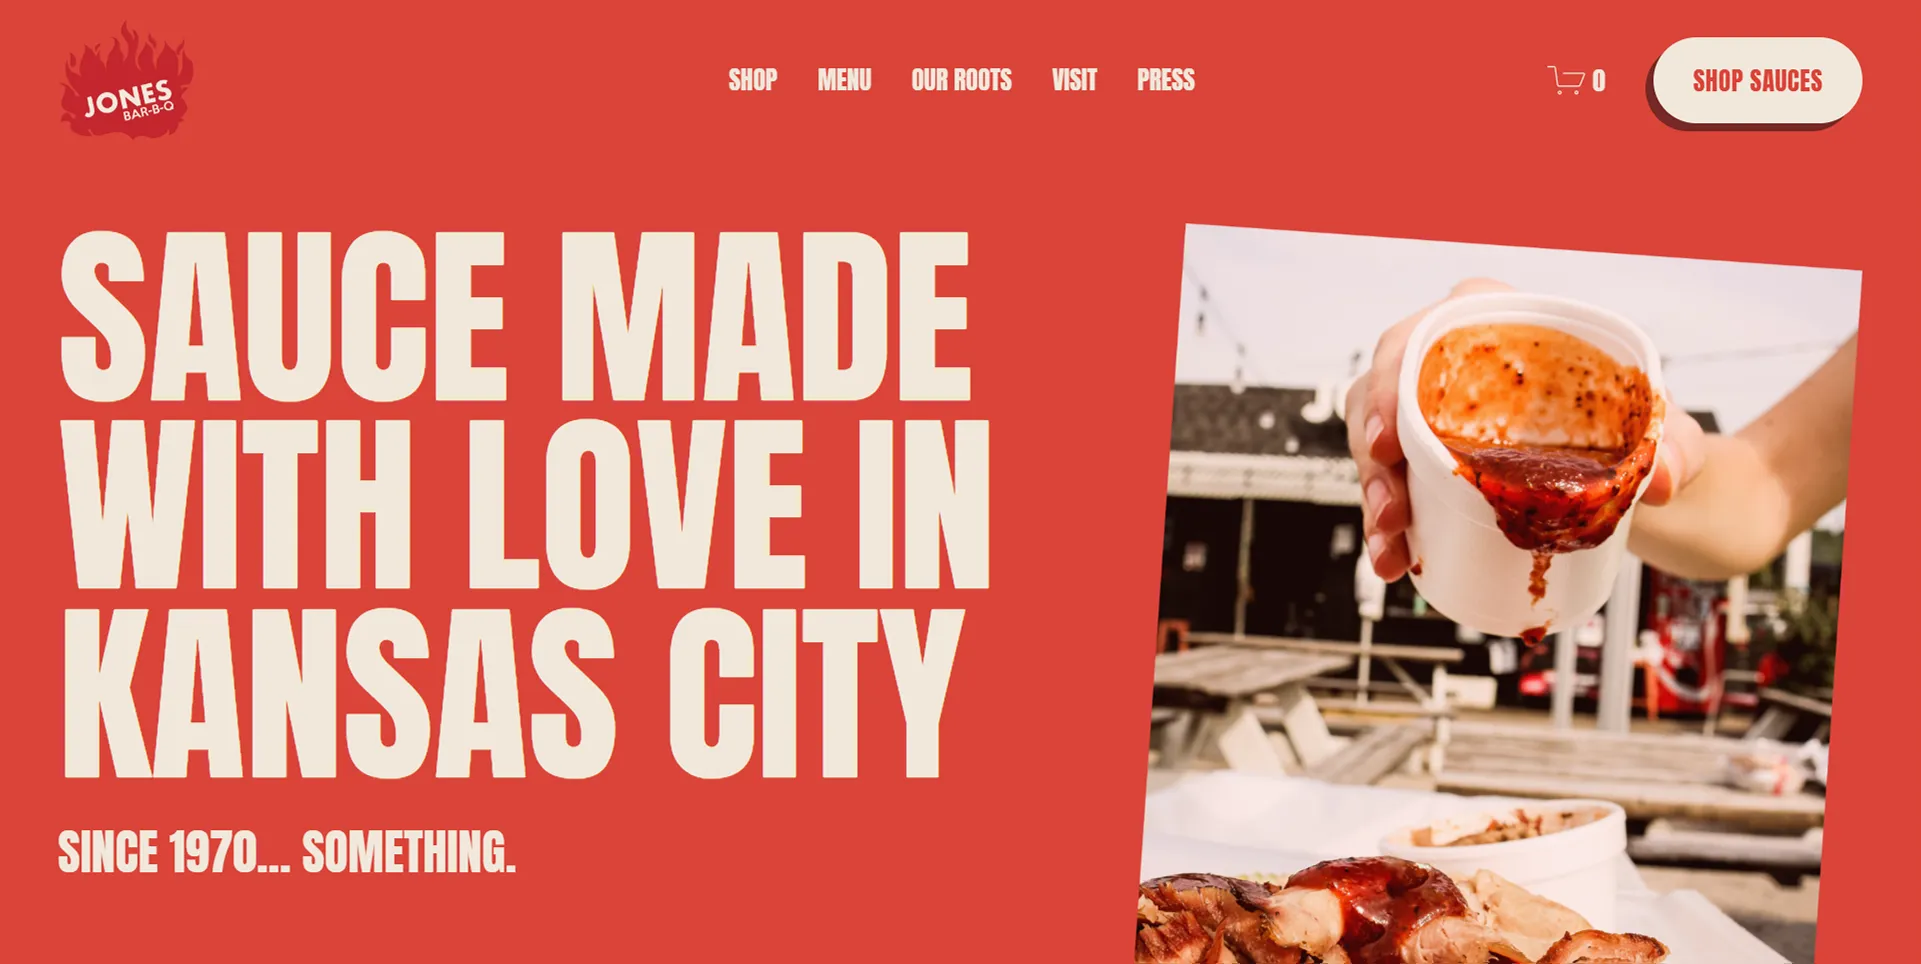 JONES
BAR-B-Q
SHOP MENU OUR ROOTS VISIT PRESS
0
SHOP SAUCES
SAUCE MADE
WITH LOVE IN
KANSAS CITY
SINCE 1970... SOMETHING.